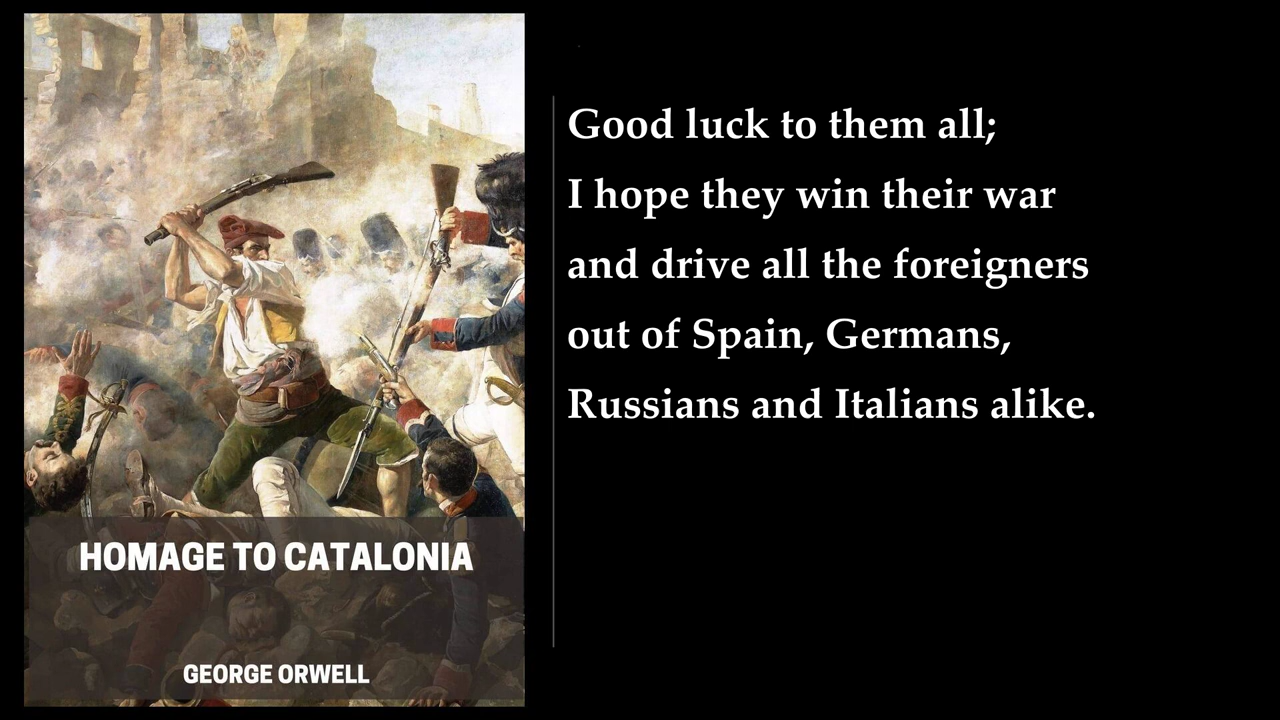 HOMAGE TO CATALONIA
GEORGE ORWELL
Good luck to them all;
I hope they win their war
and drive all the foreigners
out of Spain, Germans,
Russians and Italians alike.